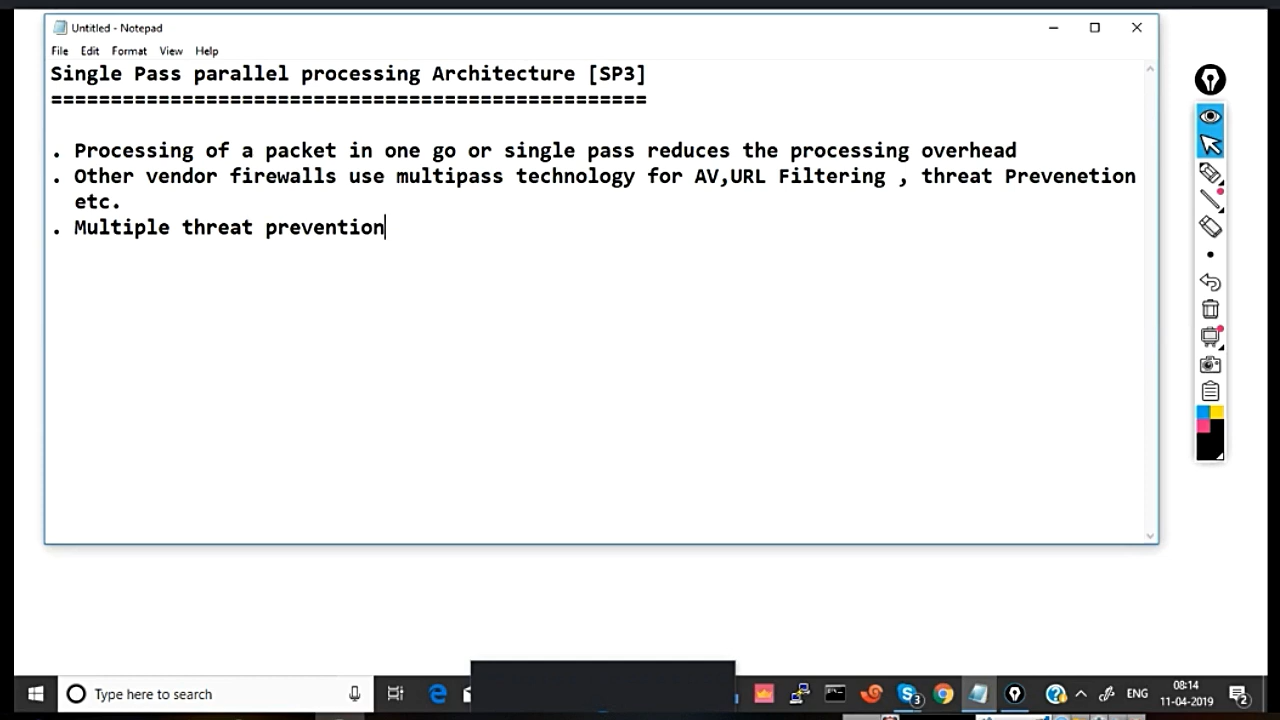 Untitled - Notepad
File Edit Format View Help
Single Pass parallel processing Architecture [SP3]
==================================================
. Processing of a packet in one go or single pass reduces the processing overhead
. Other vendor firewalls use multipass technology for AV,URL Filtering , threat Prevenetion
etc.
. Multiple threat prevention
Type here to search
3
ENG
08:14
11-04-2019
2